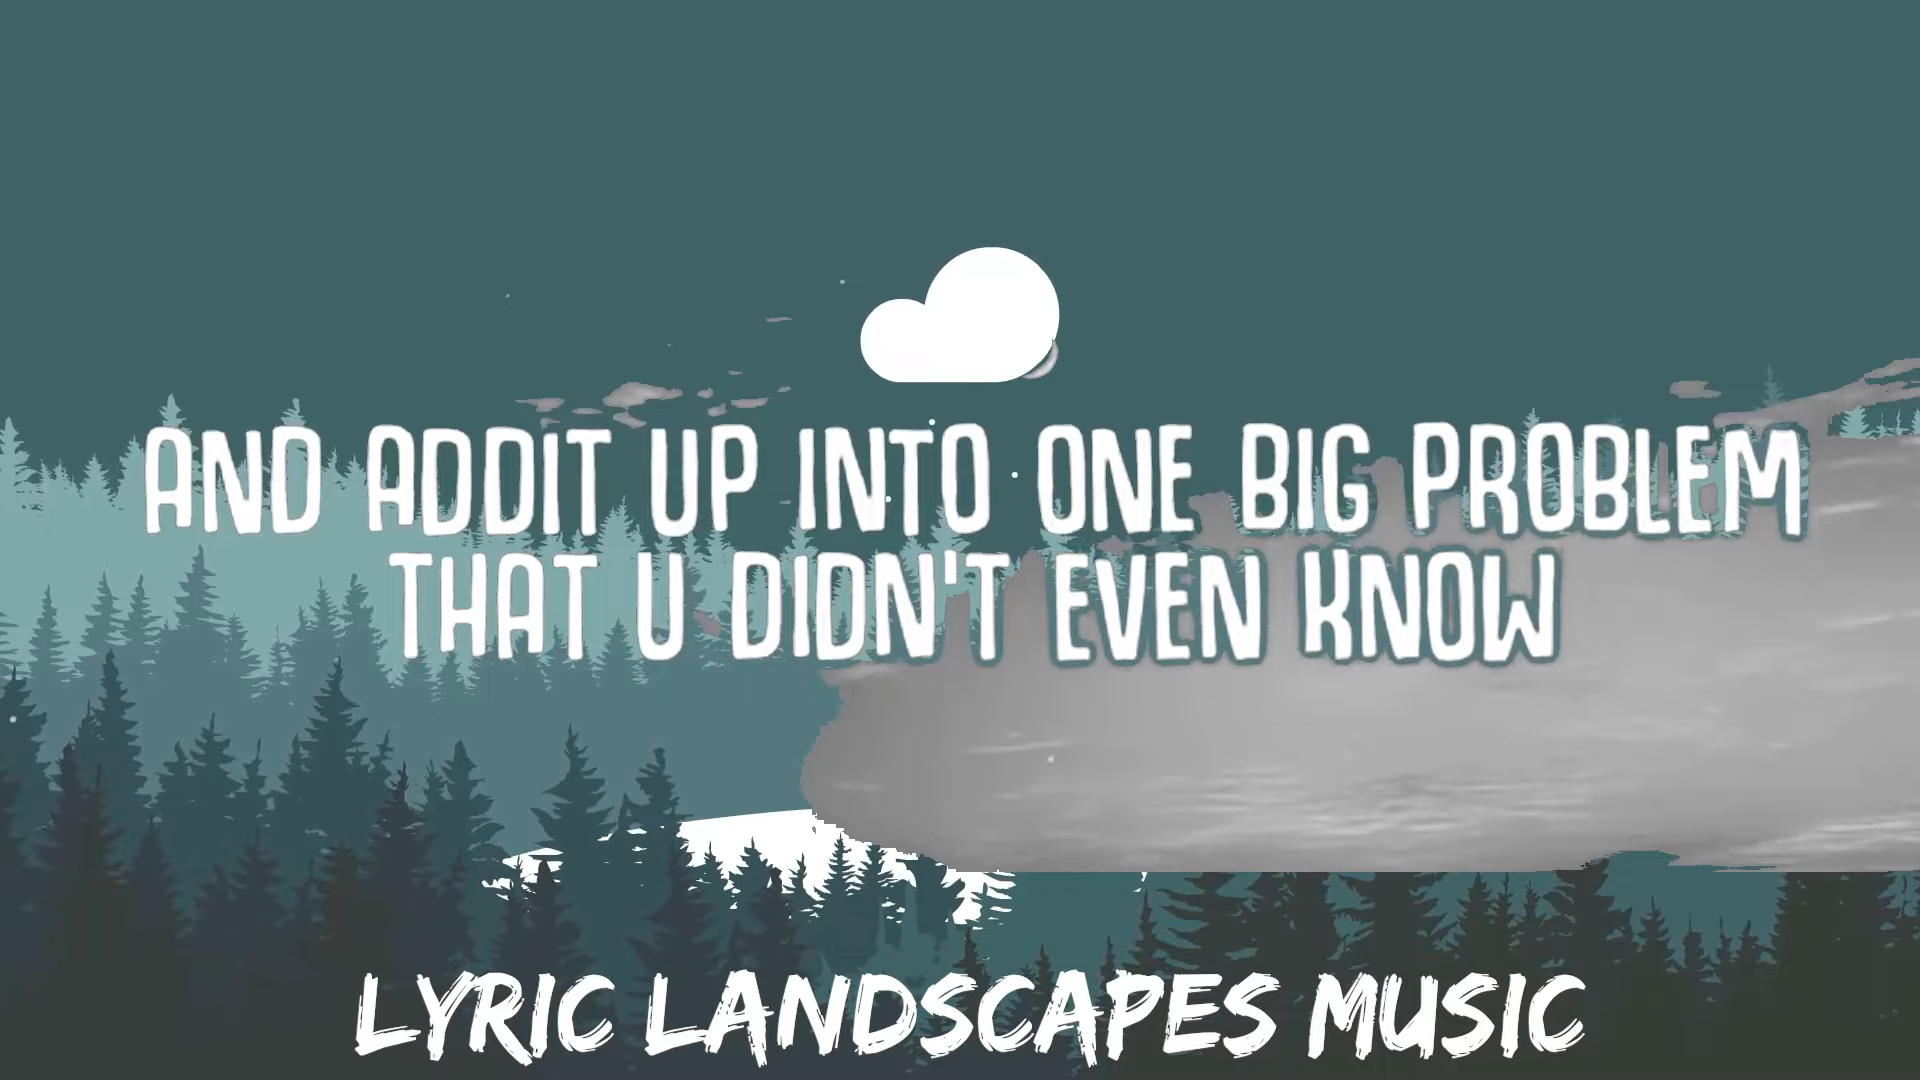 AND ADDIT UP INTO ONE BIG PROBLEM
THAT U DIDN'T EVEN KNOW
LYRIC LANDSCAPES MUSIC